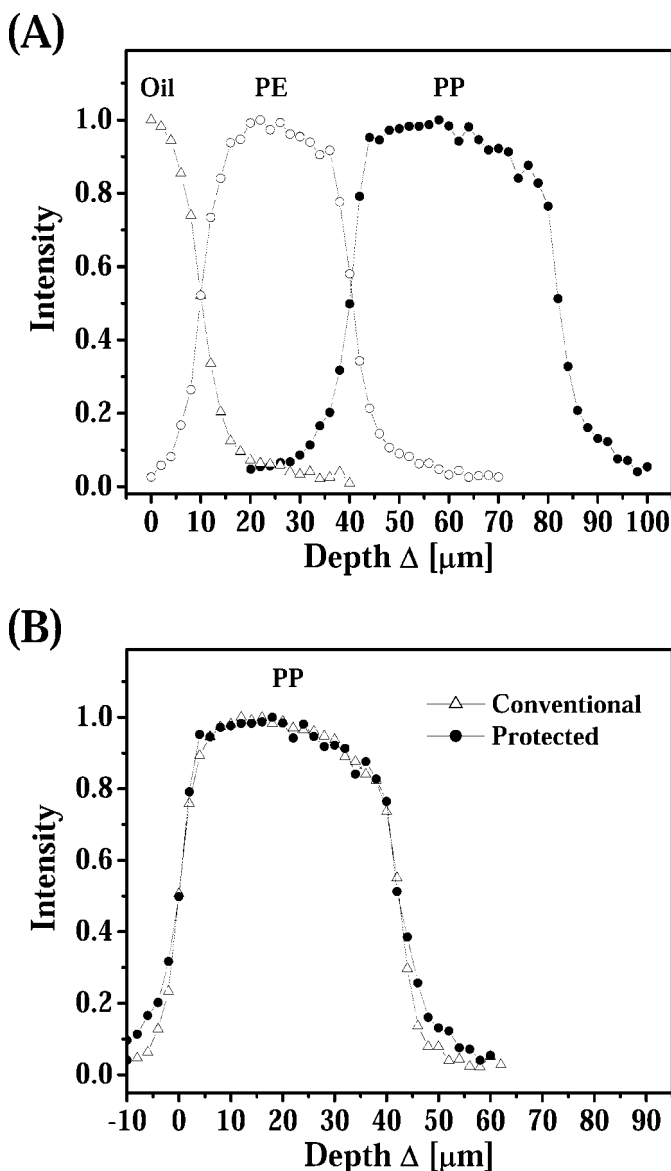 (A)
Oil PE PP
1.0
0.8
0.6
0.4
0.2
0.0
Intensity
0 10 20 30 40 50 60 70 80 90 100
Depth Δ [μm]
(B)
PP
Conventional
Protected
1.0
0.8
0.6
0.4
0.2
0.0
Intensity
-10 0 10 20 30 40 50 60 70 80 90
Depth Δ [μm]